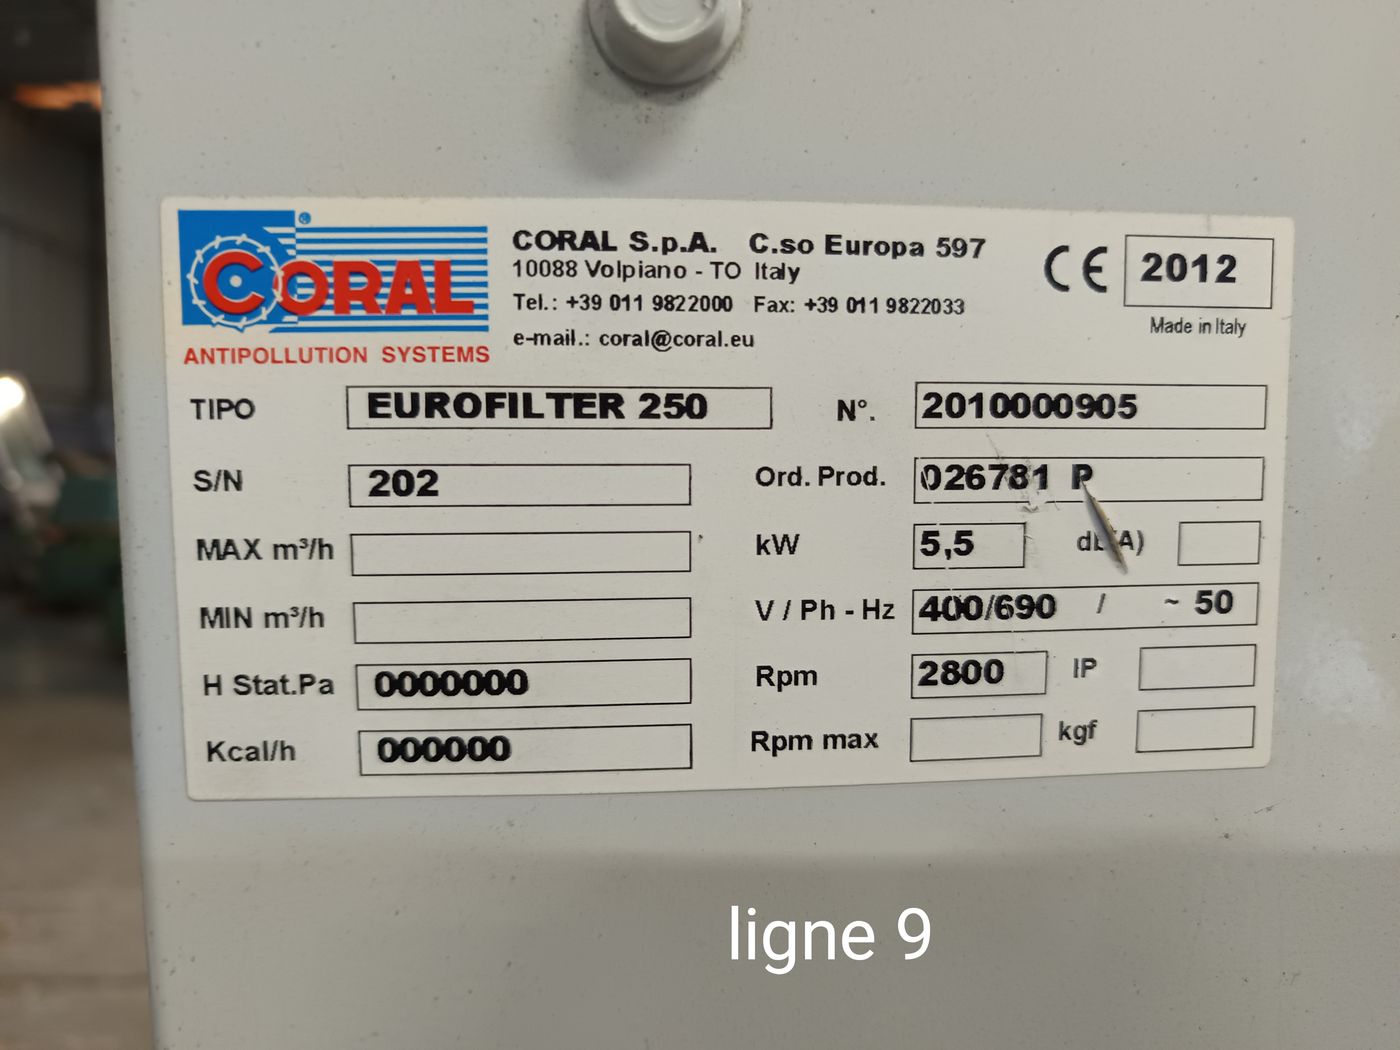 CORAL ®
ANTIPOLLUTION SYSTEMS
CORAL S.p.A. C.so Europa 597
10088 Volpiano - TO Italy
Tel.: +39 011 9822000 Fax: +39 011 9822033
e-mail.: coral@coral.eu
CE 2012
Made in Italy
TIPO EUROFILTER 250 N°. 2010000905
S/N 202 Ord. Prod. 026781 P
MAX m³/h kW 5,5 db(A)
MIN m³/h V / Ph - Hz 400/690 / ~ 50
H Stat.Pa 0000000 Rpm 2800 IP
Kcal/h 000000 Rpm max kgf
ligne 9